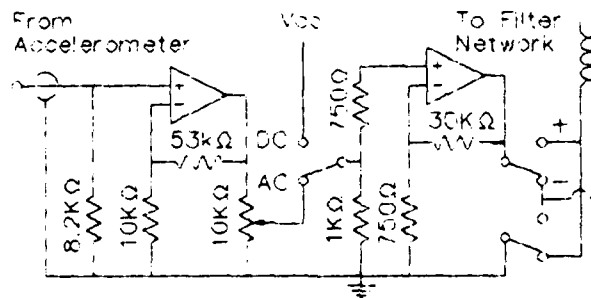 From
Accelerometer
Vcc
To Filter
Network
53kΩ
DC
AC
750Ω
30KΩ
8.2KΩ
10KΩ
10KΩ
1KΩ
750Ω
+
−
+
−
+
−